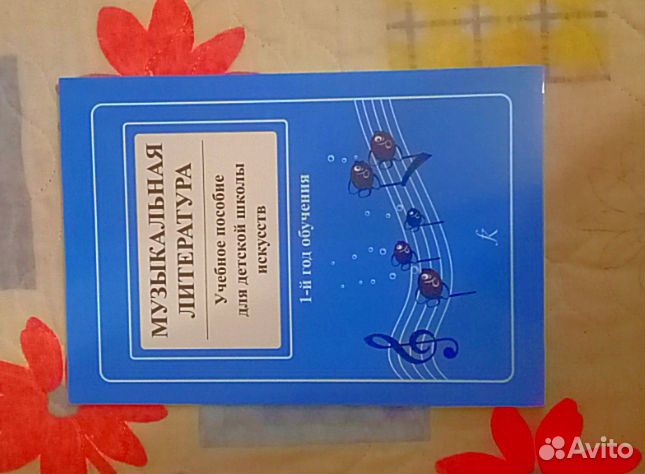 МУЗЫКАЛЬНАЯ
ЛИТЕРАТУРА
Учебное пособие
для детской школы
искусств
1-й год обучения
Avito